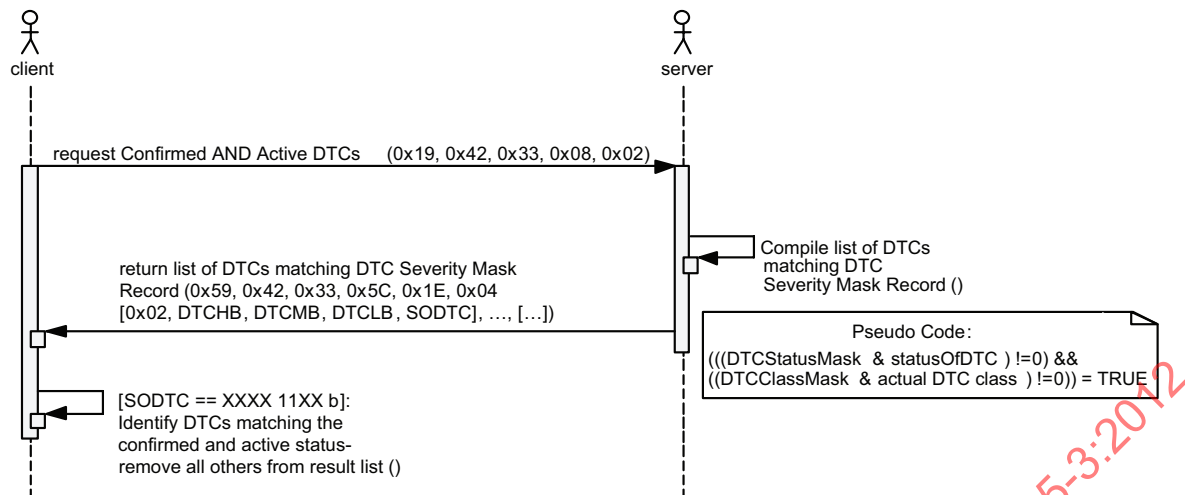 client
server
request Confirmed AND Active DTCs (0x19, 0x42, 0x33, 0x08, 0x02)
Compile list of DTCs
matching DTC
Severity Mask Record ()
return list of DTCs matching DTC Severity Mask
Record (0x59, 0x42, 0x33, 0x5C, 0x1E, 0x04
[0x02, DTCHB, DTCMB, DTCLB, SODTC], …, […])
Pseudo Code:
(((DTCStatusMask & statusOfDTC ) !=0) &&
((DTCClassMask & actual DTC class ) !=0)) = TRUE
[SODTC == XXXX 11XX b]:
Identify DTCs matching the
confirmed and active status-
remove all others from result list ()
5-3:2012